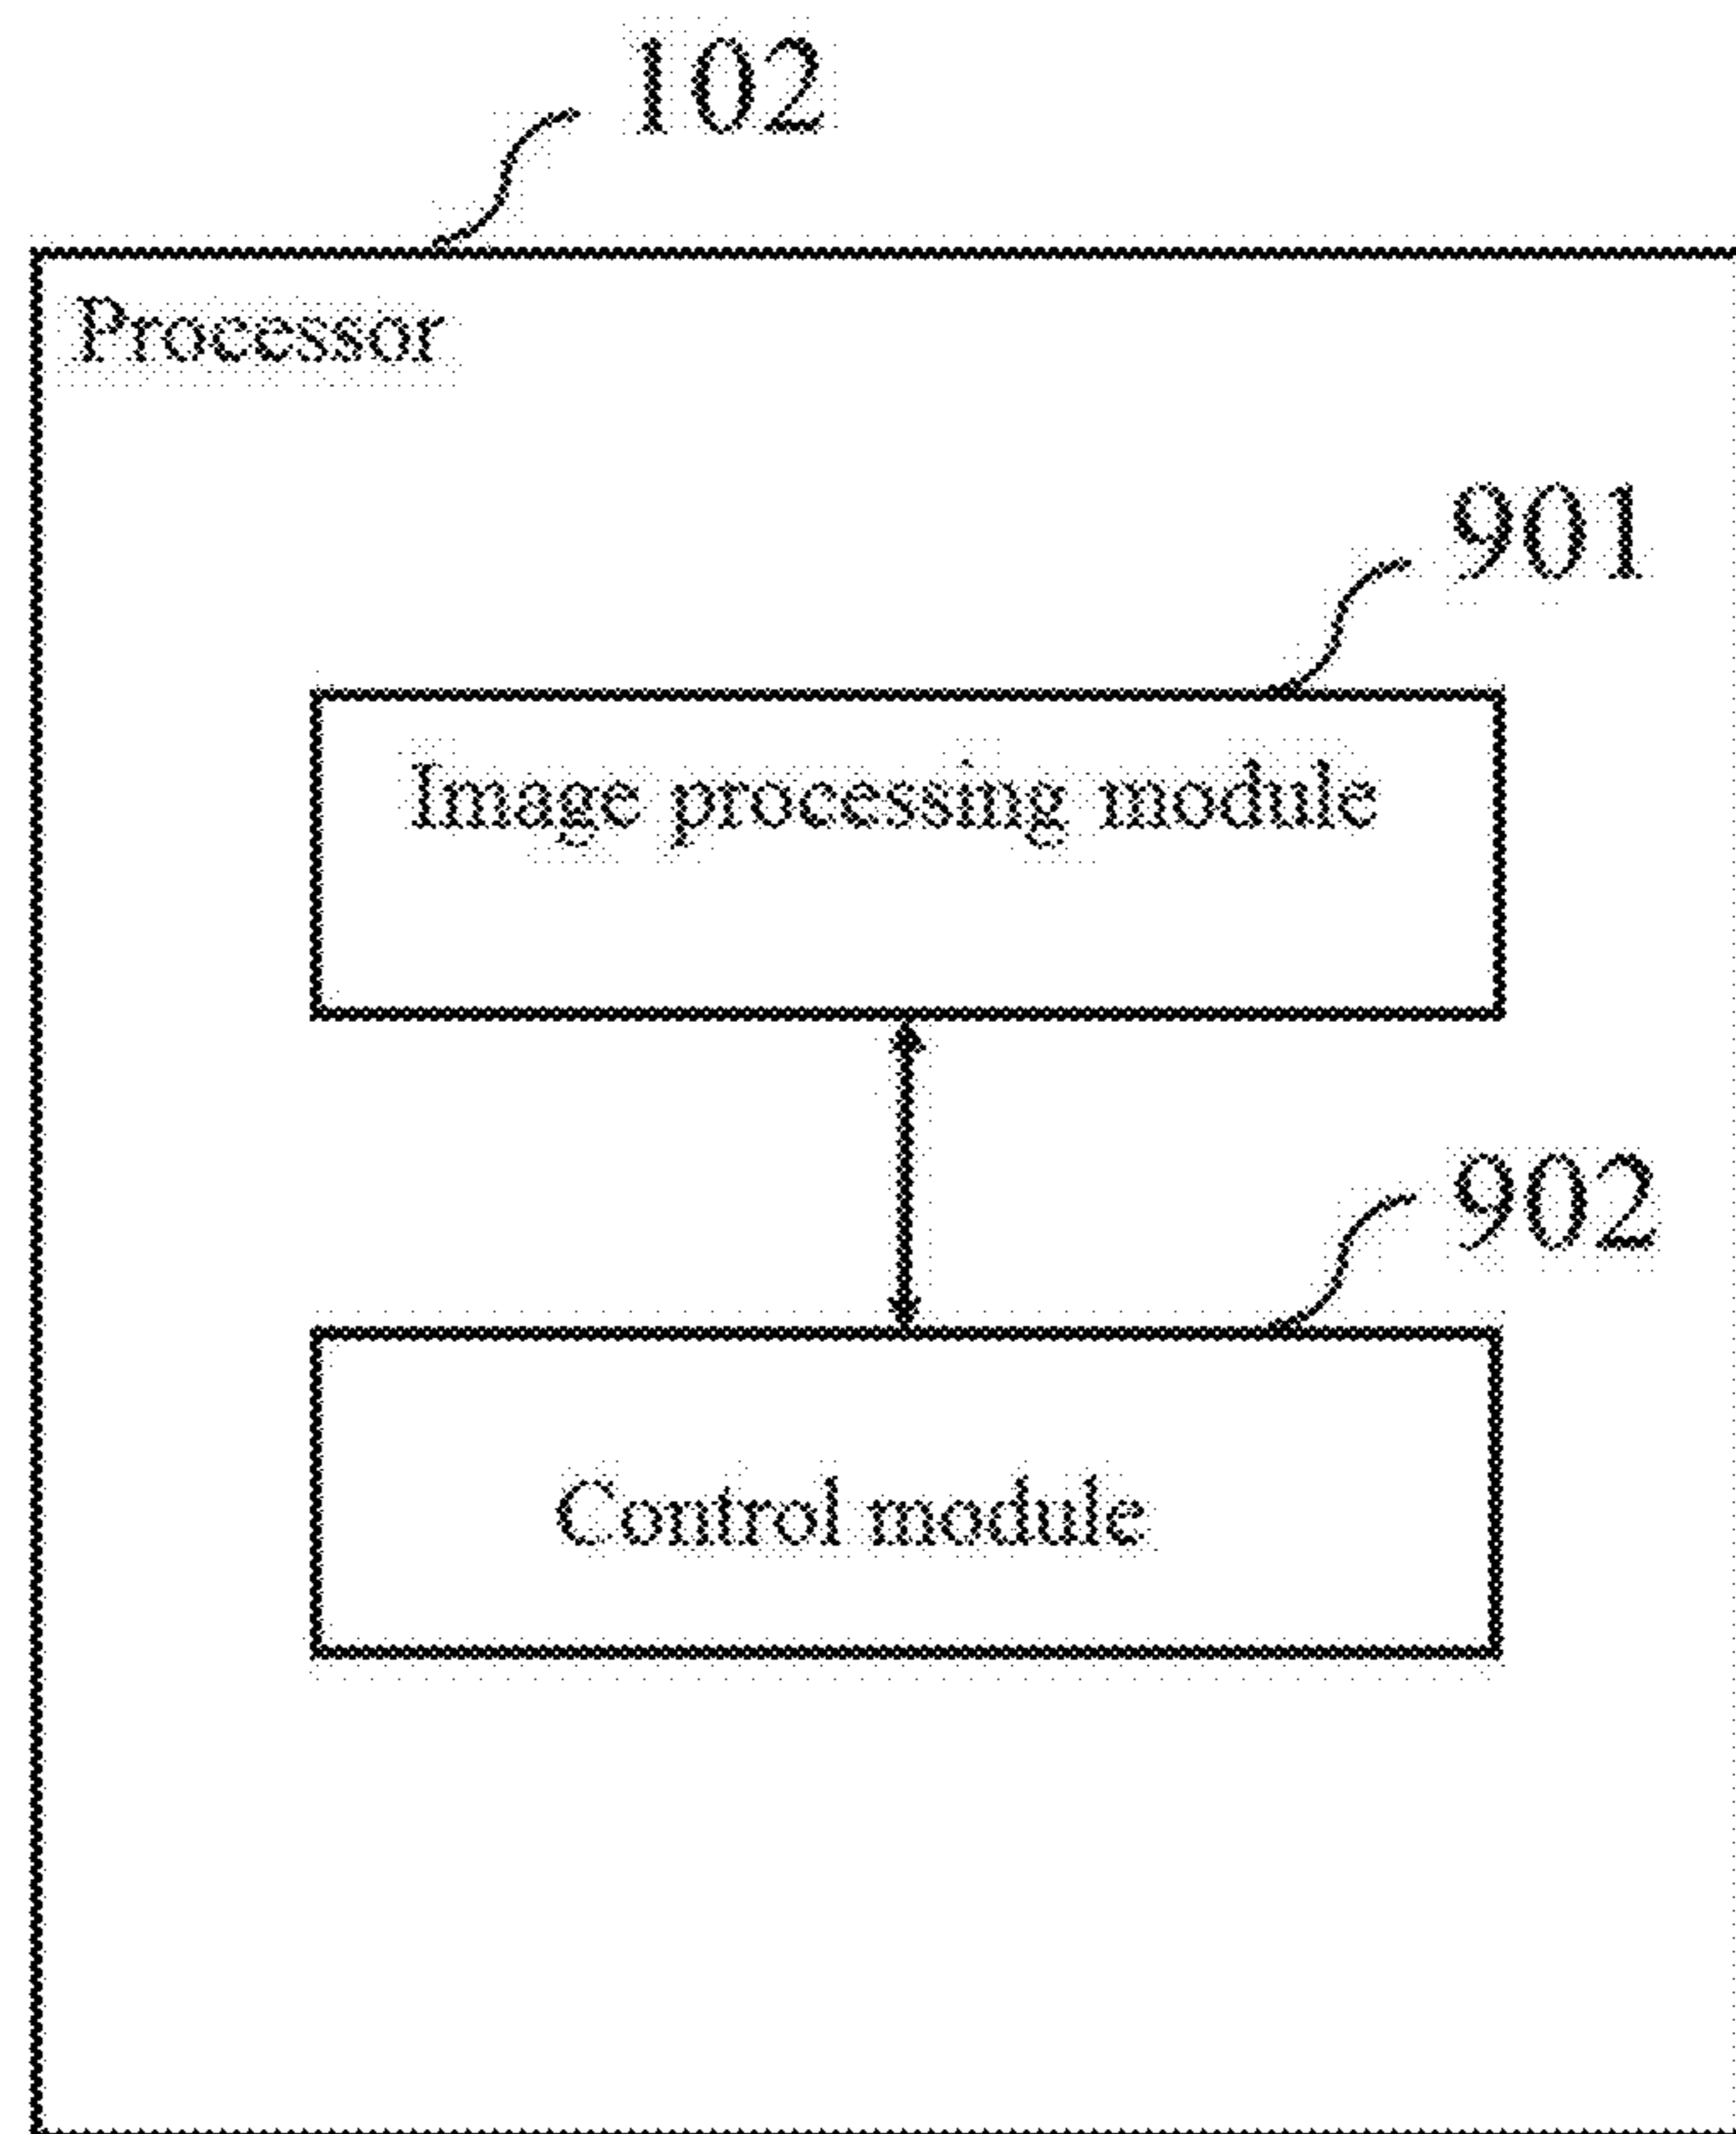 102
Processor
901
Image processing module
902
Control module